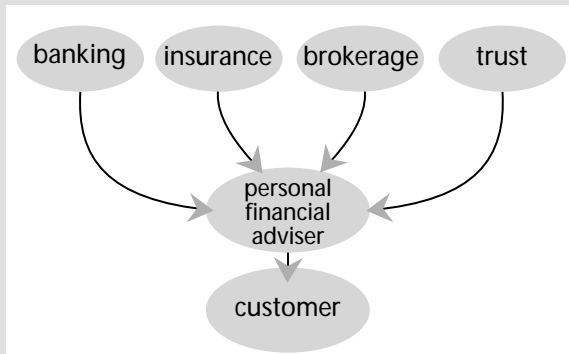 banking
insurance
brokerage
trust
personal
financial
adviser
customer